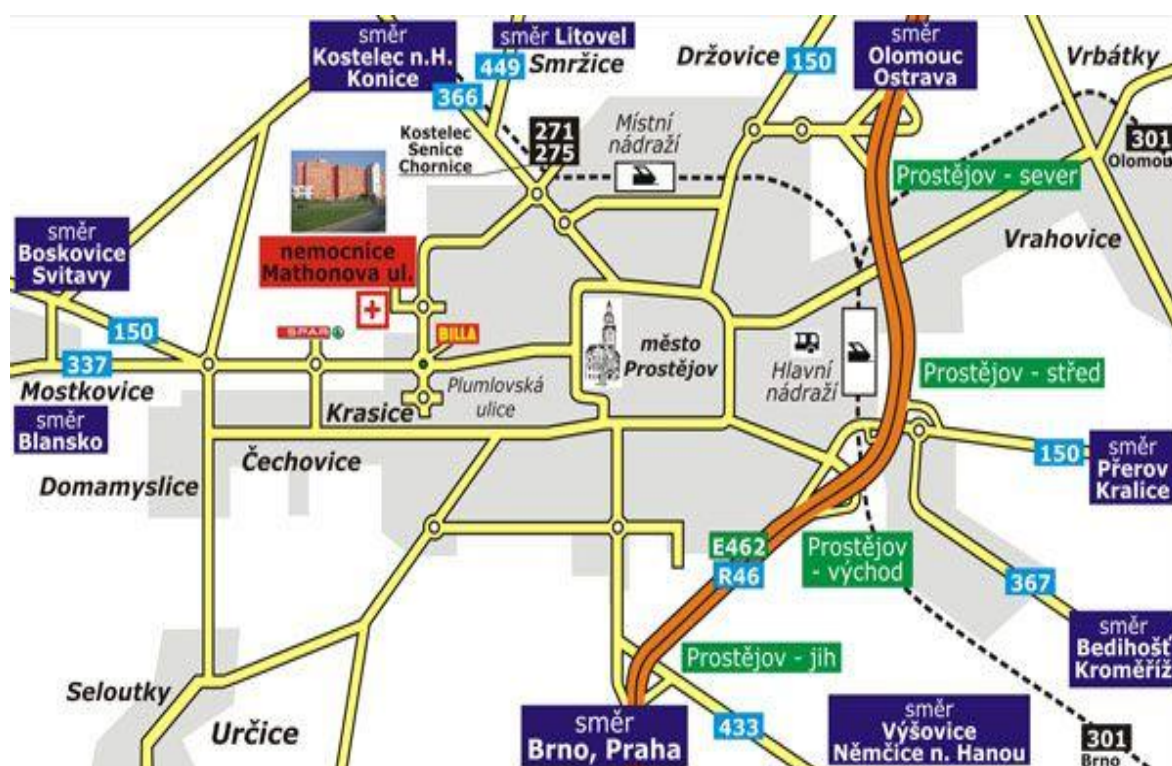 směr
Kostelec n.H.
Konice
směr Litovel
449
Smržice
366
Držovice
150
směr
Olomouc
Ostrava
Vrbátky
Kostelec
Senice
Chornice
271
275
Místní
nádraží
301
Olomouc
Prostějov - sever
směr
Boskovice
Svitavy
nemocnice
Mathonova ul.
Vrahovice
150
SPAR
BILLA
město
Prostějov
Hlavní
nádraží
337
Mostkovice
Prostějov - střed
Plumlovská
ulice
Krasice
směr
Blansko
Čechovice
150
směr
Přerov
Kralice
Domamyslice
E462
R46
Prostějov
- východ
367
směr
Bedihošť
Kroměříž
Prostějov - jih
Seloutky
Určice
směr
Brno, Praha
433
směr
Výšovice
Němčice n. Hanou
301
Brno